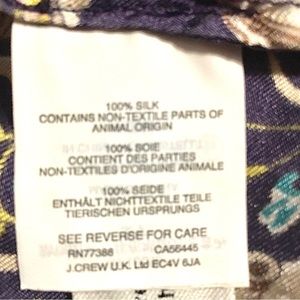 100% SILK
CONTAINS NON-TEXTILE PARTS OF
ANIMAL ORIGIN
100% SOIE
CONTIENT DES PARTIES
NON-TEXTILES D'ORIGINE ANIMALE
100% SEIDE
ENTHÄLT NICHTTEXTILE TEILE
TIERISCHEN URSPRUNGS
SEE REVERSE FOR CARE
RN77388 CA56445
J.CREW U.K. Ltd EC4V 6JA